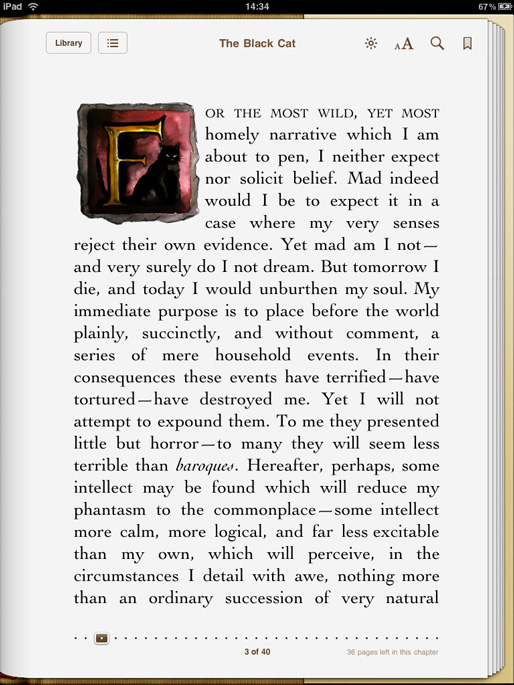 iPad 14:34 67%
Library The Black Cat AA
FOR THE MOST WILD, YET MOST
homely narrative which I am
about to pen, I neither expect
nor solicit belief. Mad indeed
would I be to expect it in a
case where my very senses
reject their own evidence. Yet mad am I not—
and very surely do I not dream. But tomorrow I
die, and today I would unburthen my soul. My
immediate purpose is to place before the world
plainly, succinctly, and without comment, a
series of mere household events. In their
consequences these events have terrified—have
tortured—have destroyed me. Yet I will not
attempt to expound them. To me they presented
little but horror—to many they will seem less
terrible than baroques. Hereafter, perhaps, some
intellect may be found which will reduce my
phantasm to the commonplace—some intellect
more calm, more logical, and far less excitable
than my own, which will perceive, in the
circumstances I detail with awe, nothing more
than an ordinary succession of very natural
3 of 40 36 pages left in this chapter